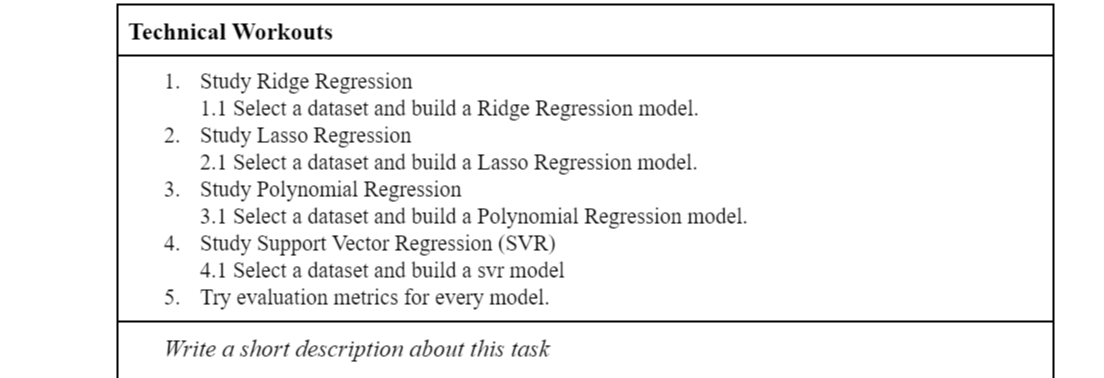 Technical Workouts
1. Study Ridge Regression
1.1 Select a dataset and build a Ridge Regression model.
2. Study Lasso Regression
2.1 Select a dataset and build a Lasso Regression model.
3. Study Polynomial Regression
3.1 Select a dataset and build a Polynomial Regression model.
4. Study Support Vector Regression (SVR)
4.1 Select a dataset and build a svr model
5. Try evaluation metrics for every model.
Write a short description about this task